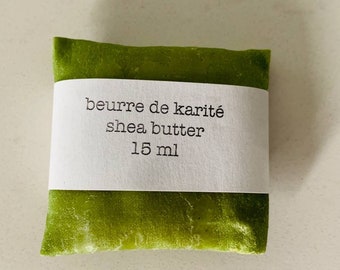 beurre de karité
shea butter
15 ml